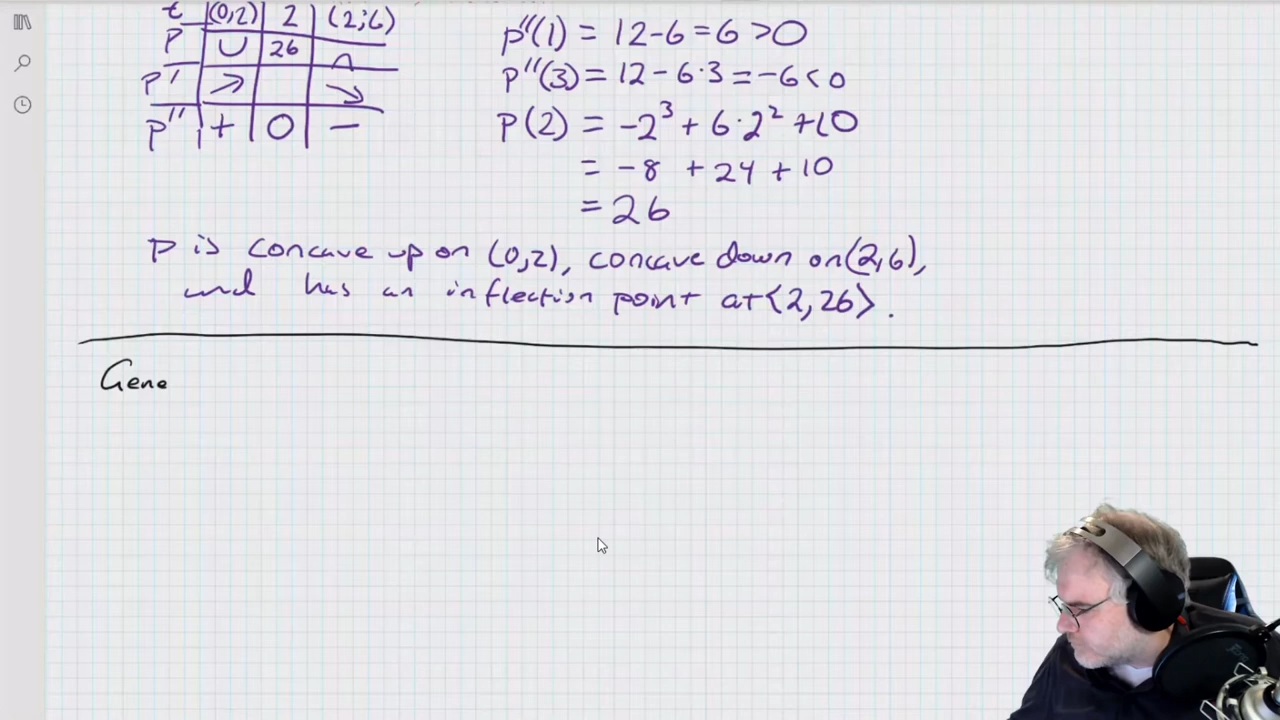 t (0,2) 2 (2,6)
P ∪ 26 ∩
P' ↗ ↘
P'' + 0 −
p''(1) = 12-6 = 6 >0
p''(3) = 12 - 6·3 = -6 < 0
P(2) = -2³ + 6·2² + 10
= -8 + 24 + 10
= 26
P is concave up on (0,2), concave down on (2,6),
and has an inflection point at ⟨2, 26⟩.
Gene